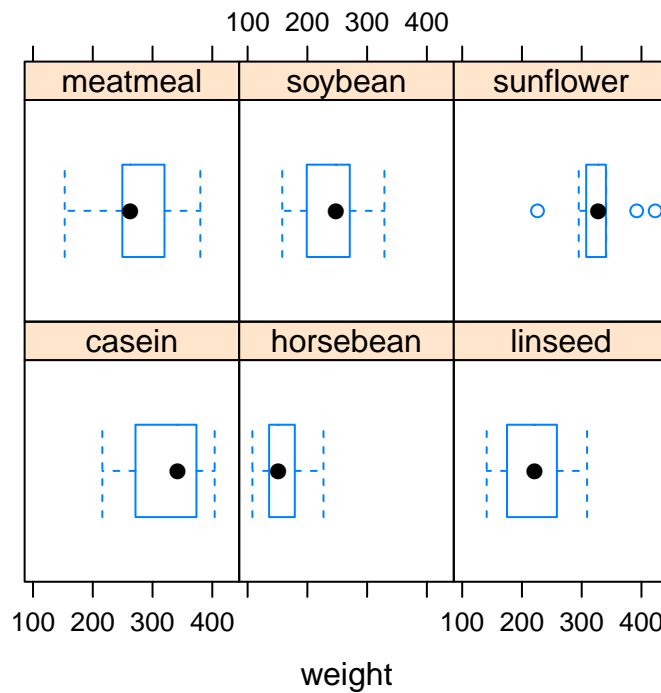 100 200 300 400
meatmeal soybean sunflower
casein horsebean linseed
100 200 300 400 100 200 300 400
weight